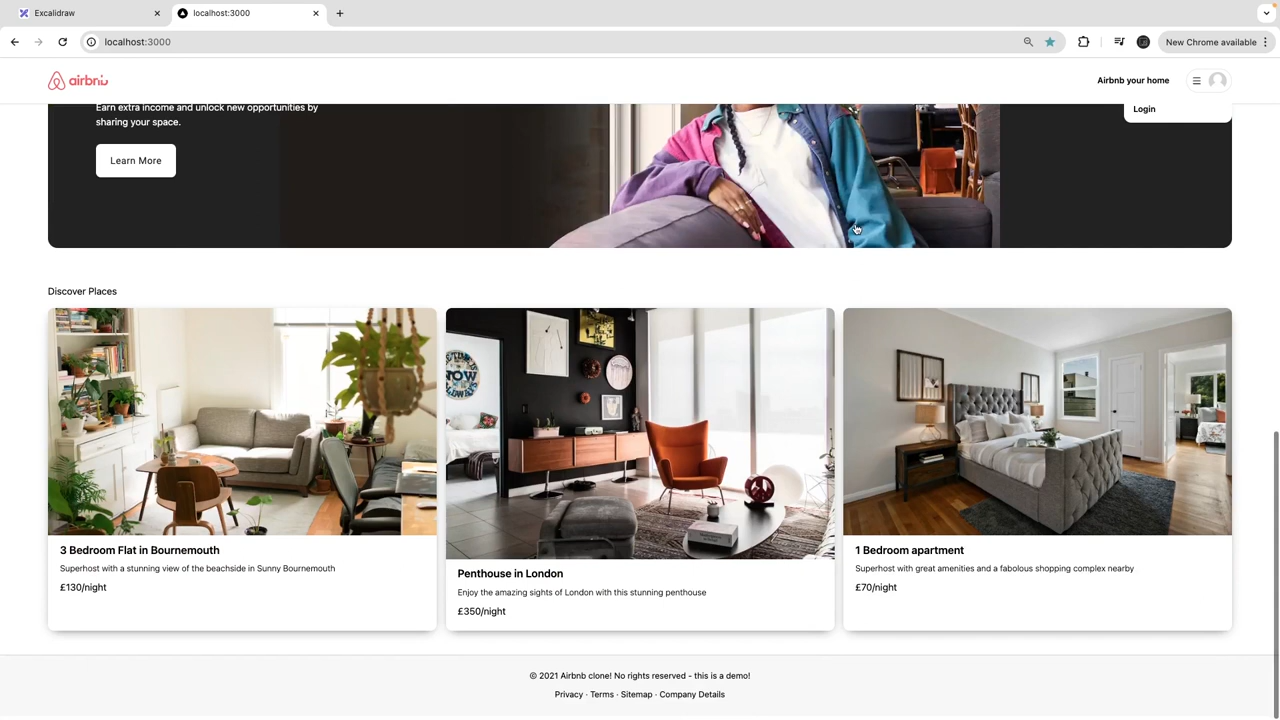 Excalidraw
localhost:3000
localhost:3000
New Chrome available
airbnb
Airbnb your home
Login
Earn extra income and unlock new opportunities by
sharing your space.
Learn More
Discover Places
3 Bedroom Flat in Bournemouth
Superhost with a stunning view of the beachside in Sunny Bournemouth
£130/night
Penthouse in London
Enjoy the amazing sights of London with this stunning penthouse
£350/night
1 Bedroom apartment
Superhost with great amenities and a fabolous shopping complex nearby
£70/night
© 2021 Airbnb clone! No rights reserved - this is a demo!
Privacy · Terms · Sitemap · Company Details